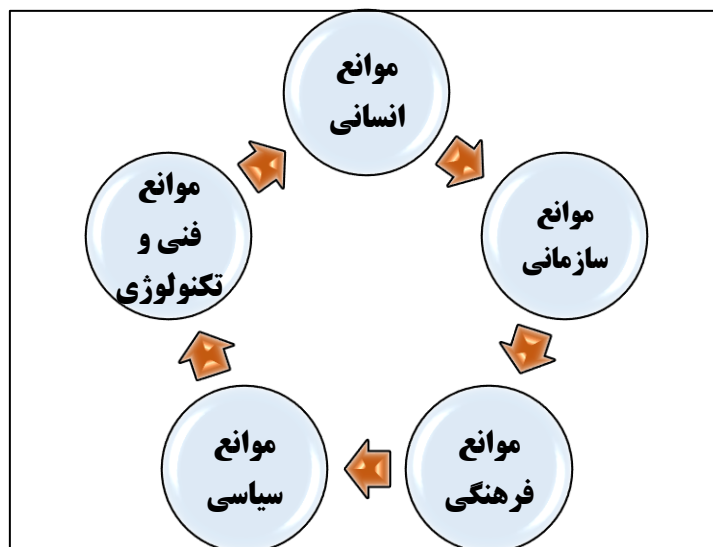 موانع
انسانی
موانع
سازمانی
موانع
فرهنگی
موانع
سیاسی
موانع
فنی و
تکنولوژی